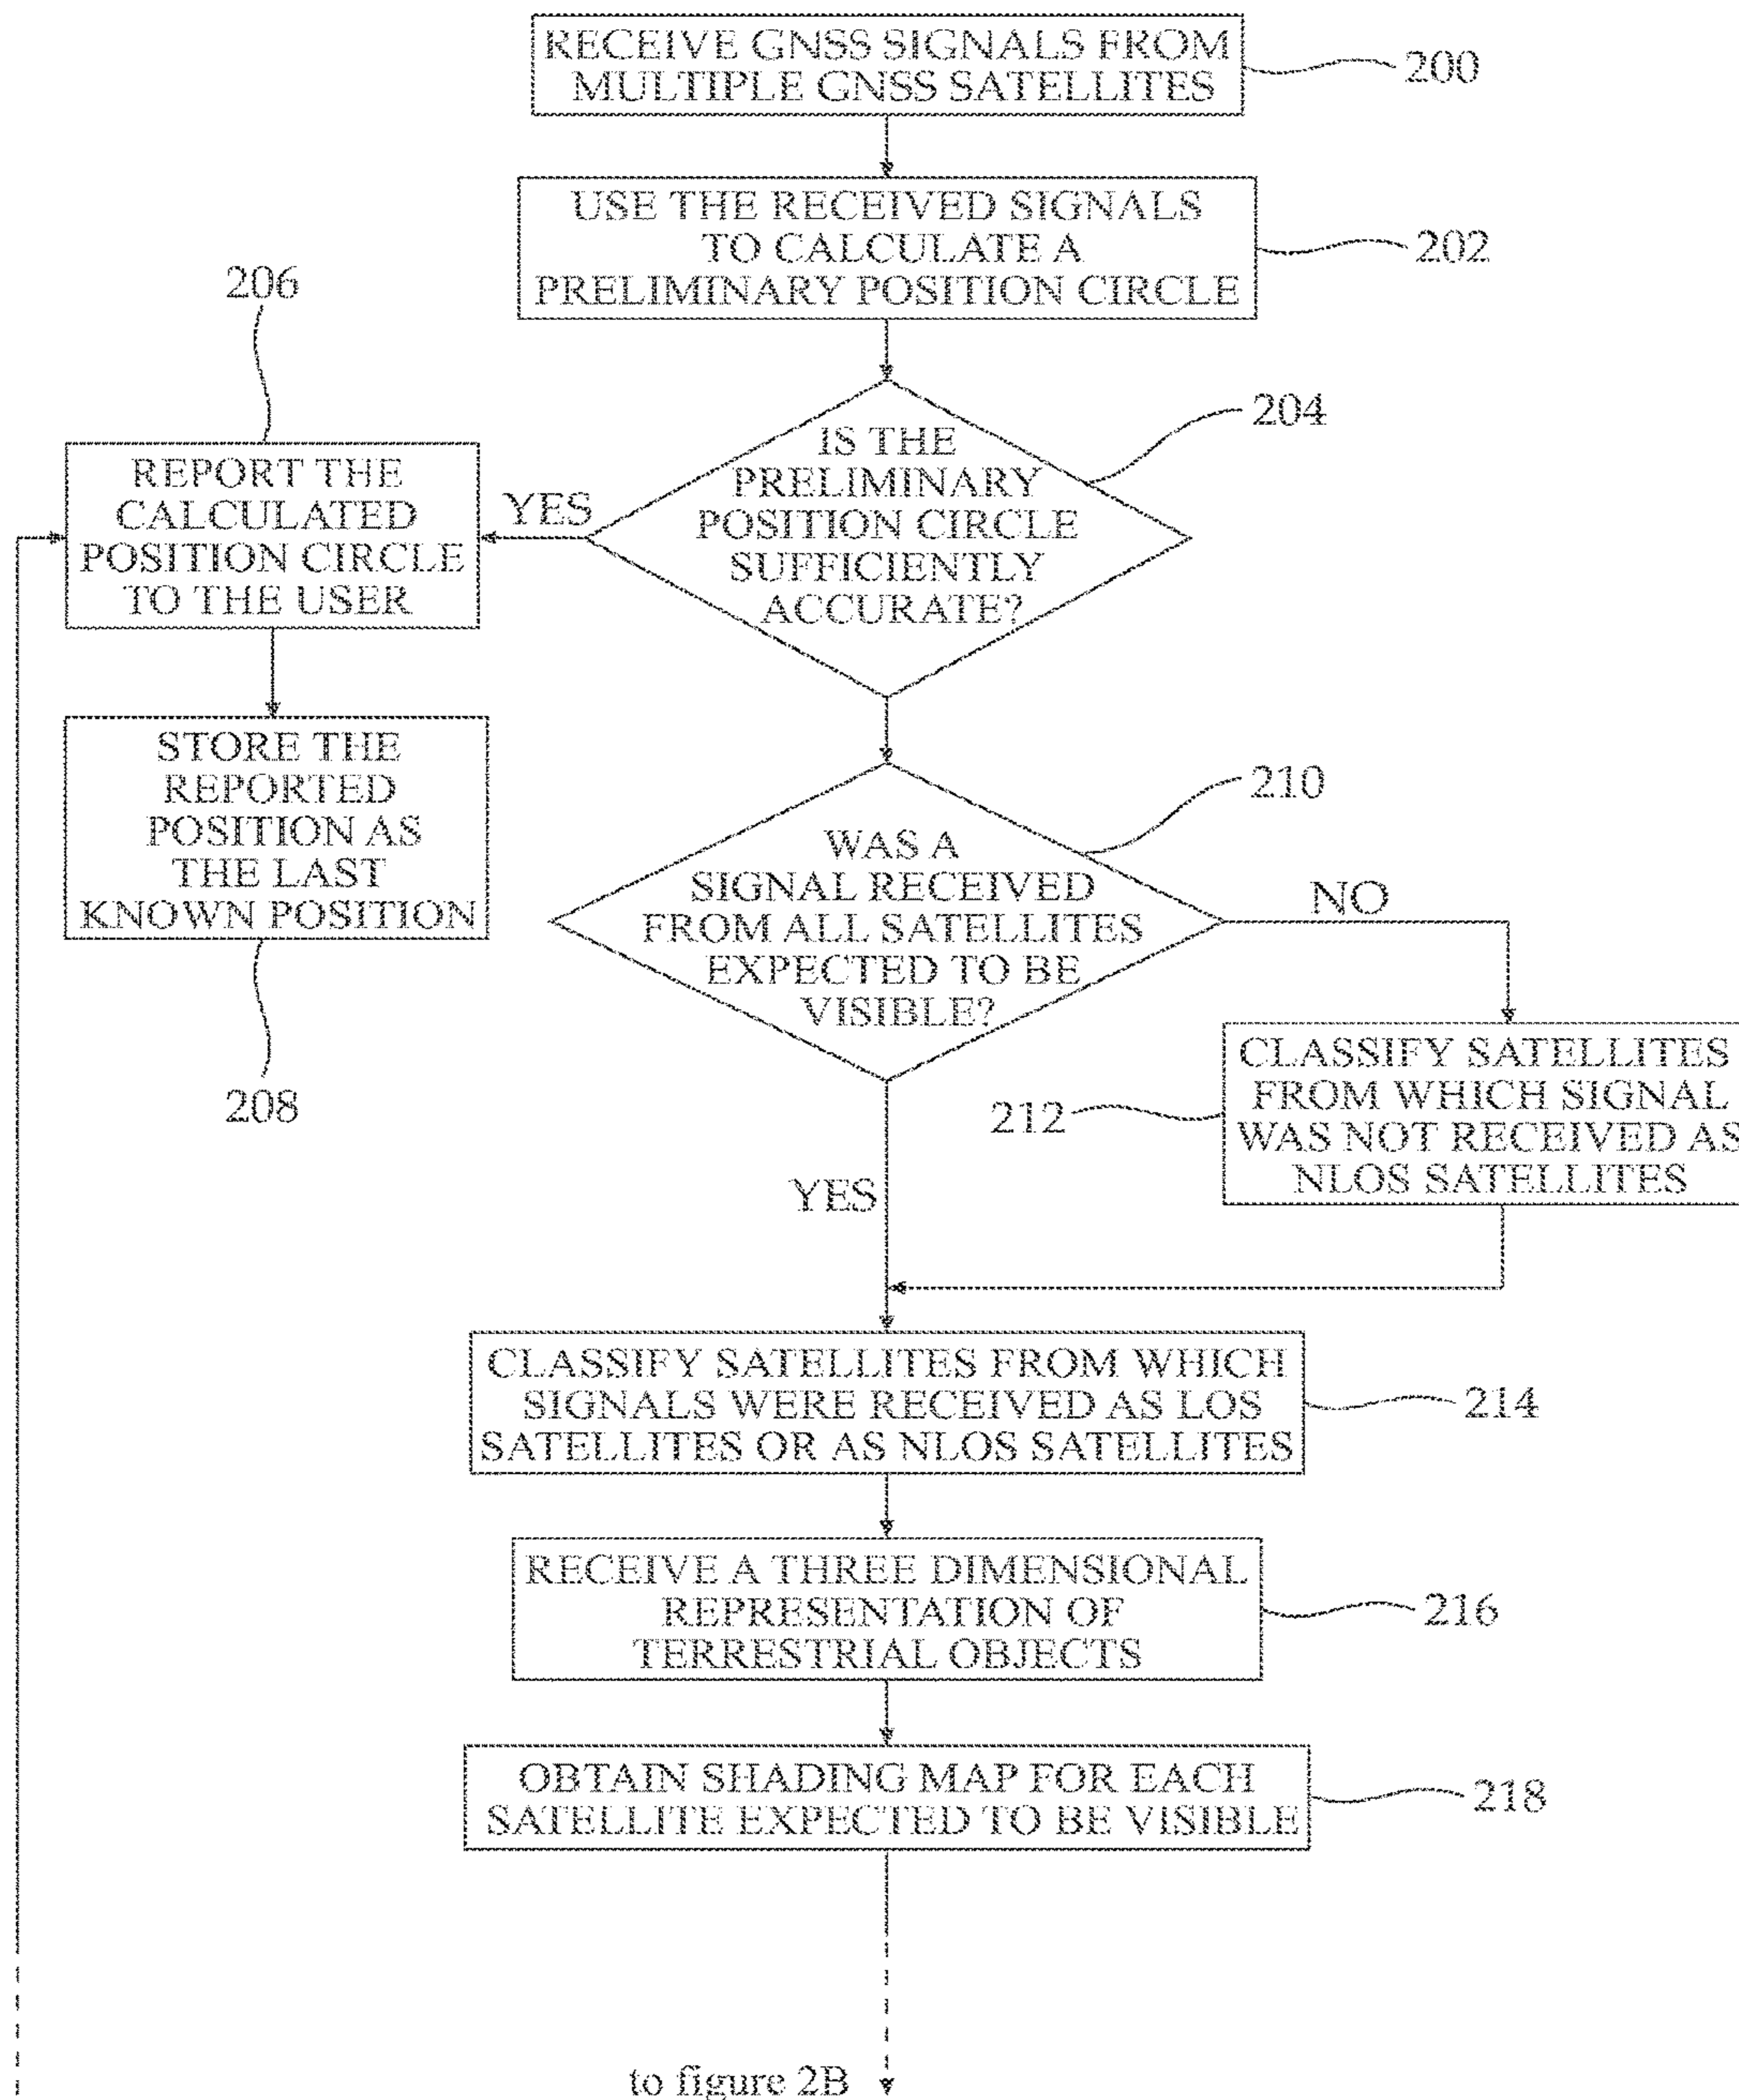 RECEIVE GNSS SIGNALS FROM
MULTIPLE GNSS SATELLITES
200
USE THE RECEIVED SIGNALS
TO CALCULATE A
PRELIMINARY POSITION CIRCLE
202
206
204
IS THE
PRELIMINARY
POSITION CIRCLE
SUFFICIENTLY
ACCURATE?
YES
REPORT THE
CALCULATED
POSITION CIRCLE
TO THE USER
STORE THE
REPORTED
POSITION AS
THE LAST
KNOWN POSITION
208
210
WAS A
SIGNAL RECEIVED
FROM ALL SATELLITES
EXPECTED TO BE
VISIBLE?
NO
212
CLASSIFY SATELLITES
FROM WHICH SIGNAL
WAS NOT RECEIVED AS
NLOS SATELLITES
YES
CLASSIFY SATELLITES FROM WHICH
SIGNALS WERE RECEIVED AS LOS
SATELLITES OR AS NLOS SATELLITES
214
RECEIVE A THREE DIMENSIONAL
REPRESENTATION OF
TERRESTRIAL OBJECTS
216
OBTAIN SHADING MAP FOR EACH
SATELLITE EXPECTED TO BE VISIBLE
218
to figure 2B